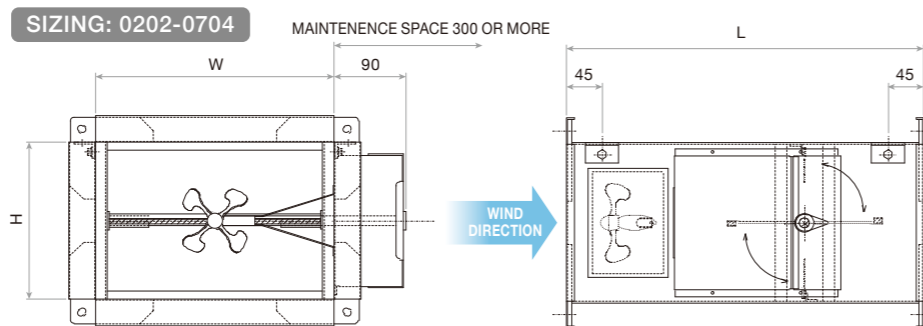 SIZING: 0202-0704
MAINTENENCE SPACE 300 OR MORE
W
90
H
WIND
DIRECTION
L
45
45